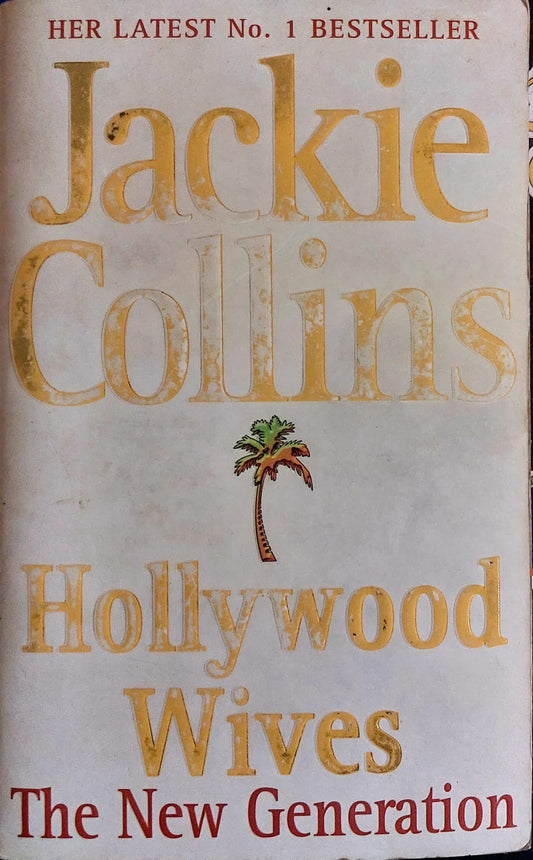 HER LATEST No. 1 BESTSELLER
Jackie
Collins
Hollywood
Wives
The New Generation